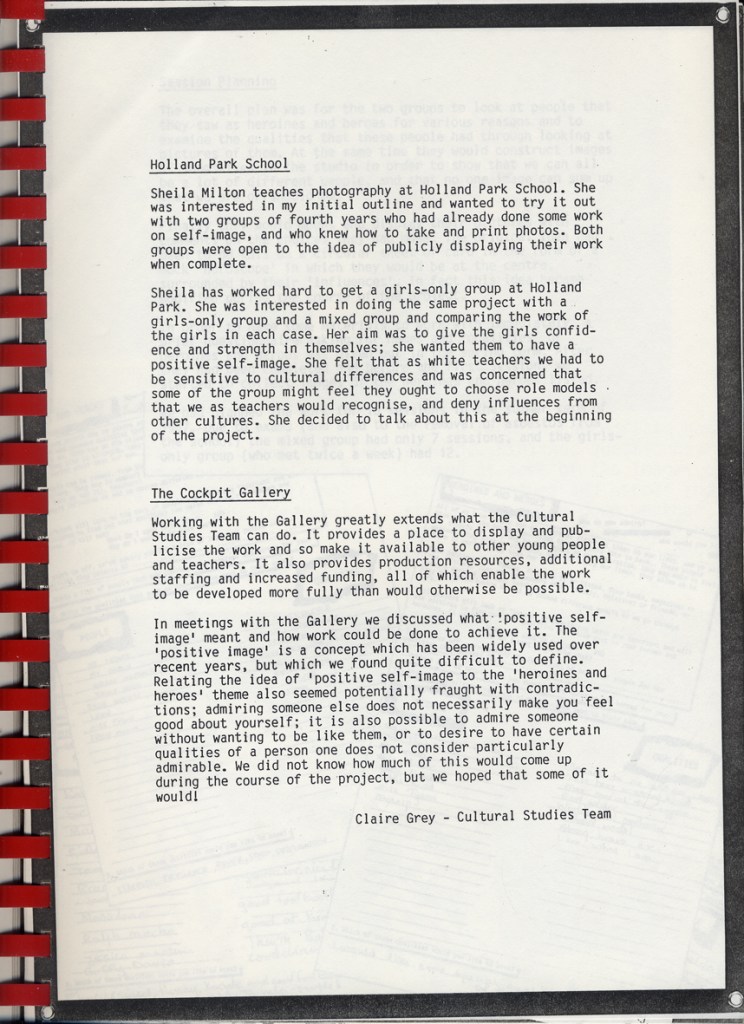 Holland Park School
Sheila Milton teaches photography at Holland Park School. She
was interested in my initial outline and wanted to try it out
with two groups of fourth years who had already done some work
on self-image, and who knew how to take and print photos. Both
groups were open to the idea of publicly displaying their work
when complete.
Sheila has worked hard to get a girls-only group at Holland
Park. She was interested in doing the same project with a
girls-only group and a mixed group and comparing the work of
the girls in each case. Her aim was to give the girls confid-
ence and strength in themselves; she wanted them to have a
positive self-image. She felt that as white teachers we had to
be sensitive to cultural differences and was concerned that
some of the group might feel they ought to choose role models
that we as teachers would recognise, and deny influences from
other cultures. She decided to talk about this at the beginning
of the project.
The Cockpit Gallery
Working with the Gallery greatly extends what the Cultural
Studies Team can do. It provides a place to display and pub-
licise the work and so make it available to other young people
and teachers. It also provides production resources, additional
staffing and increased funding, all of which enable the work
to be developed more fully than would otherwise be possible.
In meetings with the Gallery we discussed what 'positive self-
image' meant and how work could be done to achieve it. The
'positive image' is a concept which has been widely used over
recent years, but which we found quite difficult to define.
Relating the idea of 'positive self-image to the 'heroines and
heroes' theme also seemed potentially fraught with contradic-
tions; admiring someone else does not necessarily make you feel
good about yourself; it is also possible to admire someone
without wanting to be like them, or to desire to have certain
qualities of a person one does not consider particularly
admirable. We did not know how much of this would come up
during the course of the project, but we hoped that some of it
would!
Claire Grey - Cultural Studies Team